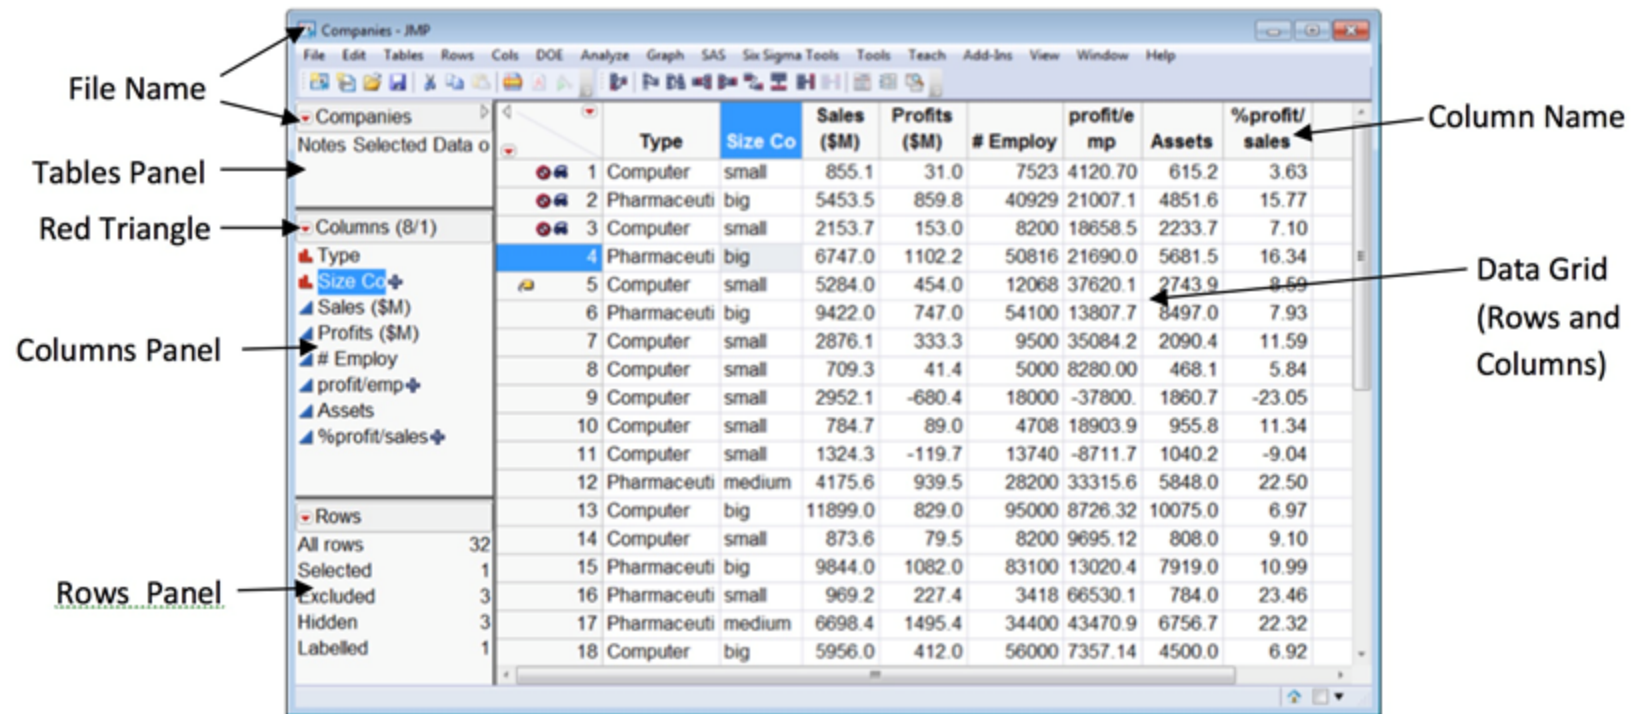 Companies - JMP
File Edit Tables Rows Cols DOE Analyze Graph SAS Six Sigma Tools Tools Teach Add-Ins View Window Help
File Name
Tables Panel
Red Triangle
Columns Panel
Rows Panel
Companies
Notes Selected Data o
Columns (8/1)
Type
Size Co
Sales ($M)
Profits ($M)
# Employ
profit/emp
Assets
%profit/sales
Rows
All rows 32
Selected 1
Excluded 3
Hidden 3
Labelled 1
Sales Profits profit/e %profit/
Type Size Co ($M) ($M) # Employ mp Assets sales
1 Computer small 855.1 31.0 7523 4120.70 615.2 3.63
2 Pharmaceuti big 5453.5 859.8 40929 21007.1 4851.6 15.77
3 Computer small 2153.7 153.0 8200 18658.5 2233.7 7.10
4 Pharmaceuti big 6747.0 1102.2 50816 21690.0 5681.5 16.34
5 Computer small 5284.0 454.0 12068 37620.1 2743.9 8.59
6 Pharmaceuti big 9422.0 747.0 54100 13807.7 8497.0 7.93
7 Computer small 2876.1 333.3 9500 35084.2 2090.4 11.59
8 Computer small 709.3 41.4 5000 8280.00 468.1 5.84
9 Computer small 2952.1 -680.4 18000 -37800. 1860.7 -23.05
10 Computer small 784.7 89.0 4708 18903.9 955.8 11.34
11 Computer small 1324.3 -119.7 13740 -8711.7 1040.2 -9.04
12 Pharmaceuti medium 4175.6 939.5 28200 33315.6 5848.0 22.50
13 Computer big 11899.0 829.0 95000 8726.32 10075.0 6.97
14 Computer small 873.6 79.5 8200 9695.12 808.0 9.10
15 Pharmaceuti big 9844.0 1082.0 83100 13020.4 7919.0 10.99
16 Pharmaceuti small 969.2 227.4 3418 66530.1 784.0 23.46
17 Pharmaceuti medium 6698.4 1495.4 34400 43470.9 6756.7 22.32
18 Computer big 5956.0 412.0 56000 7357.14 4500.0 6.92
Column Name
Data Grid
(Rows and
Columns)